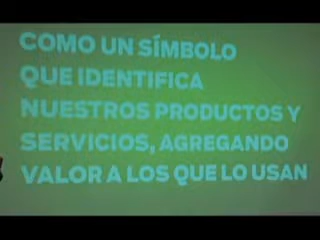 COMO UN SÍMBOLO
QUE IDENTIFICA
NUESTROS PRODUCTOS Y
SERVICIOS, AGREGANDO
VALOR A LOS QUE LO USAN